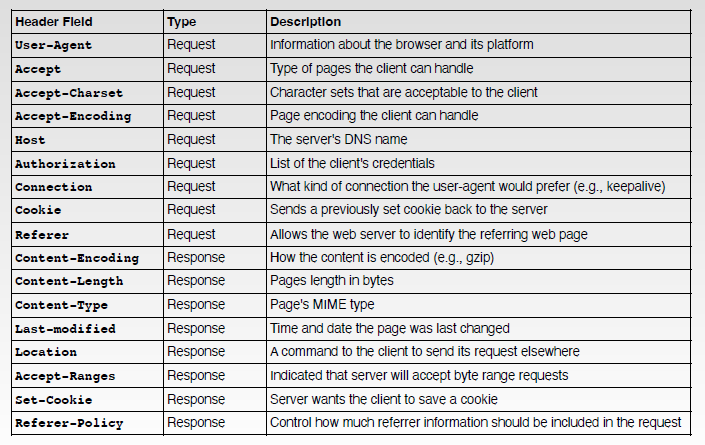 Header Field Type Description
User-Agent Request Information about the browser and its platform
Accept Request Type of pages the client can handle
Accept-Charset Request Character sets that are acceptable to the client
Accept-Encoding Request Page encoding the client can handle
Host Request The server's DNS name
Authorization Request List of the client's credentials
Connection Request What kind of connection the user-agent would prefer (e.g., keepalive)
Cookie Request Sends a previously set cookie back to the server
Referer Request Allows the web server to identify the referring web page
Content-Encoding Response How the content is encoded (e.g., gzip)
Content-Length Response Pages length in bytes
Content-Type Response Page's MIME type
Last-modified Response Time and date the page was last changed
Location Response A command to the client to send its request elsewhere
Accept-Ranges Response Indicated that server will accept byte range requests
Set-Cookie Response Server wants the client to save a cookie
Referer-Policy Response Control how much referrer information should be included in the request